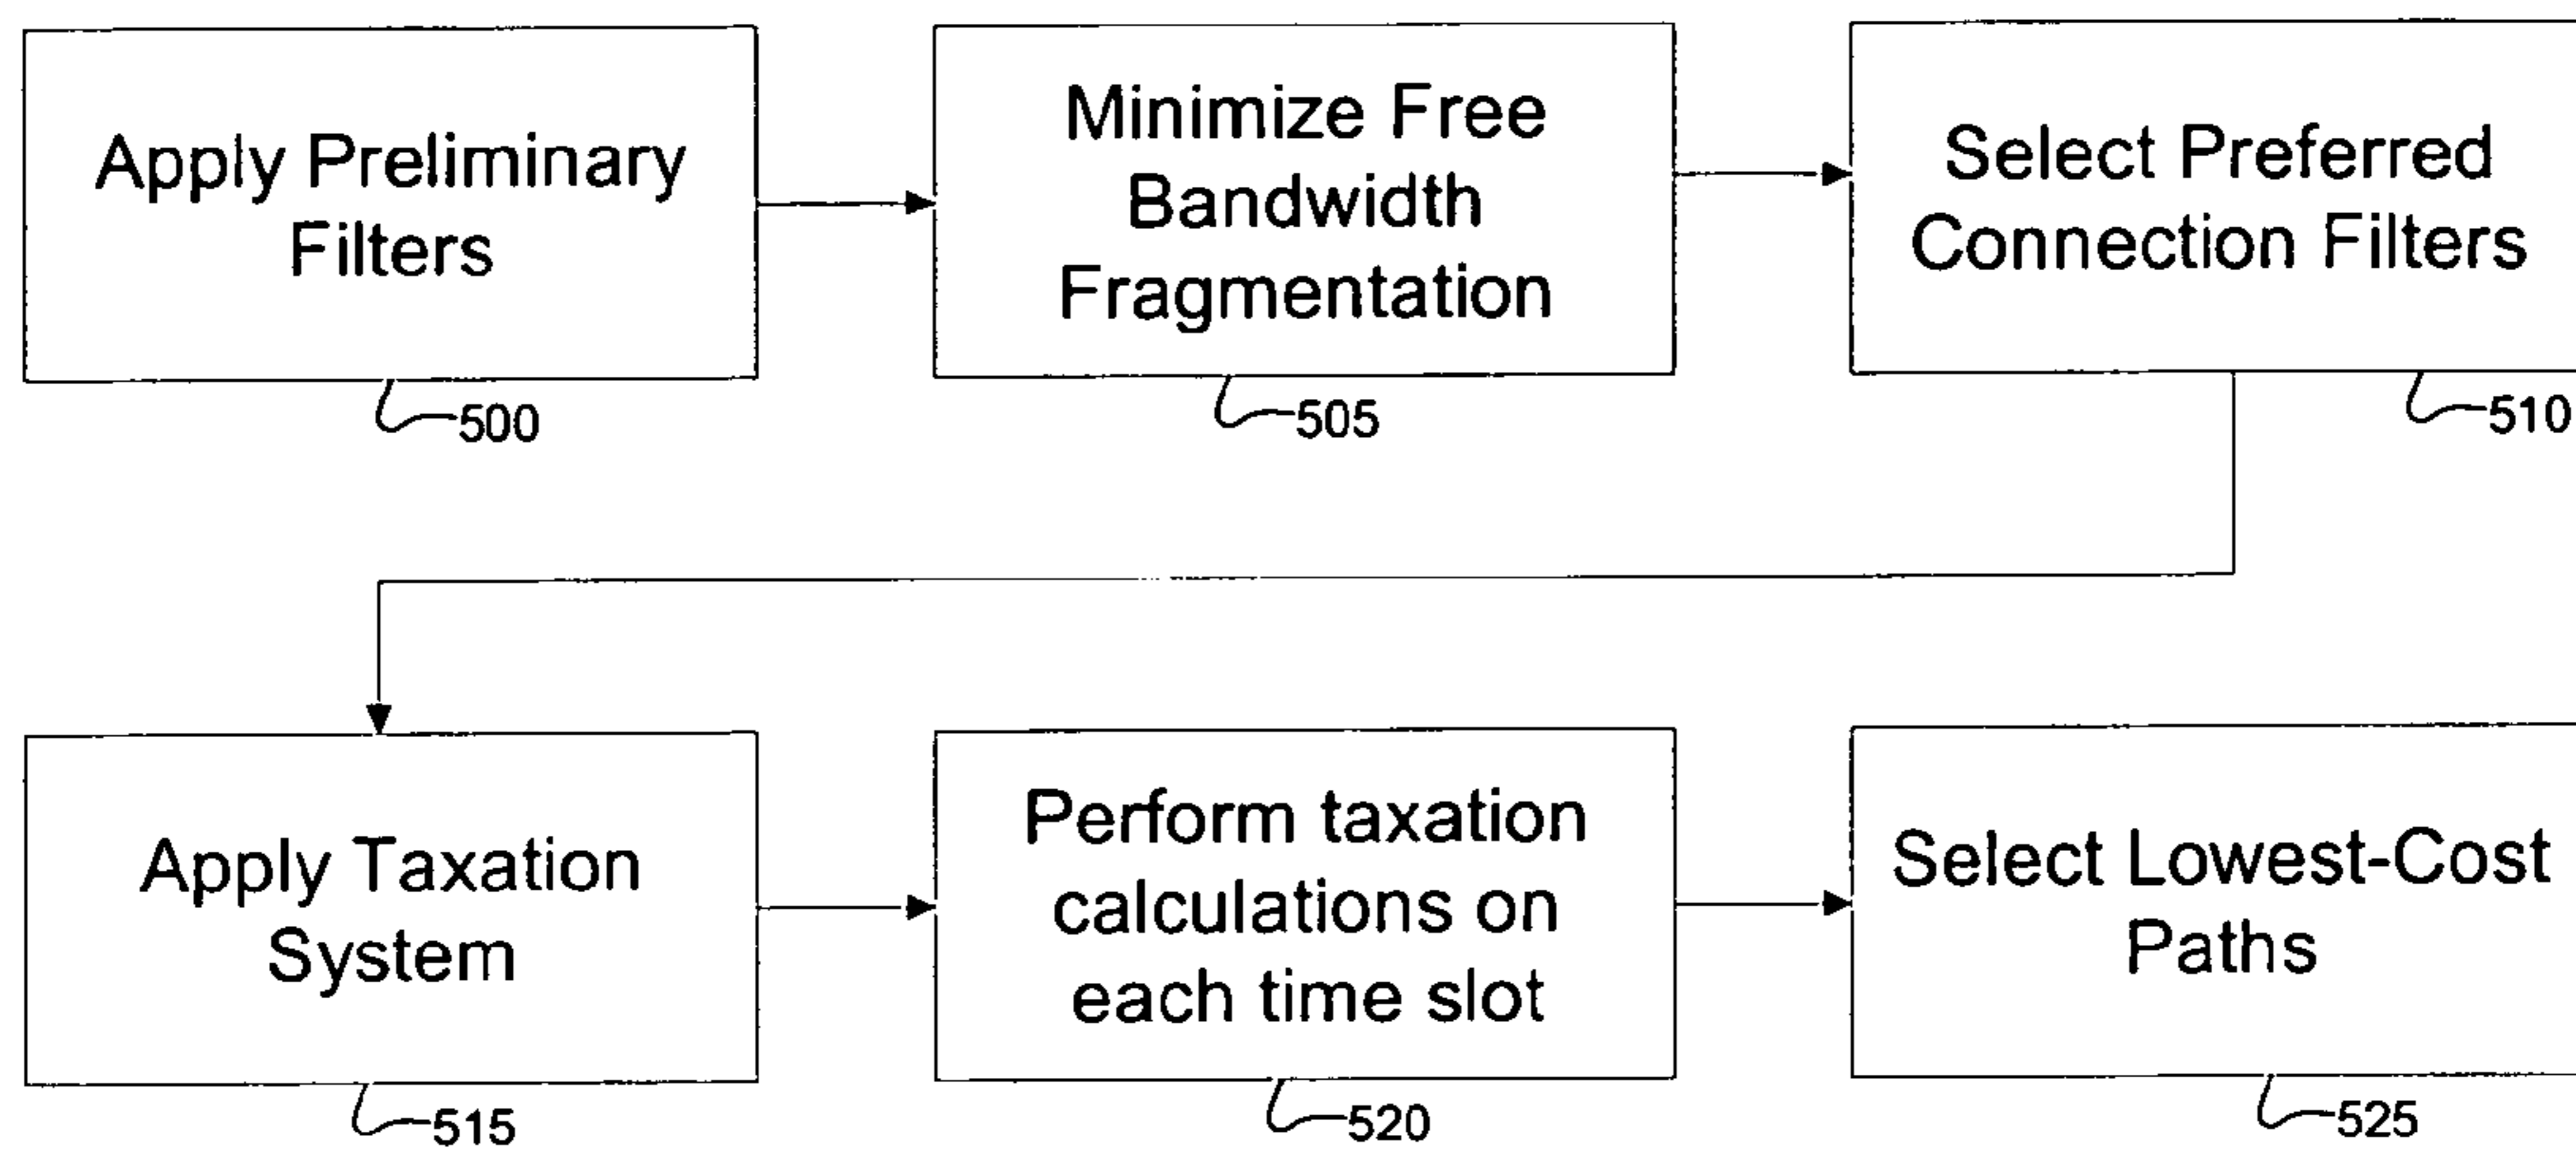 Apply Preliminary
Filters
500
Minimize Free
Bandwidth
Fragmentation
505
Select Preferred
Connection Filters
510
Apply Taxation
System
515
Perform taxation
calculations on
each time slot
520
Select Lowest-Cost
Paths
525